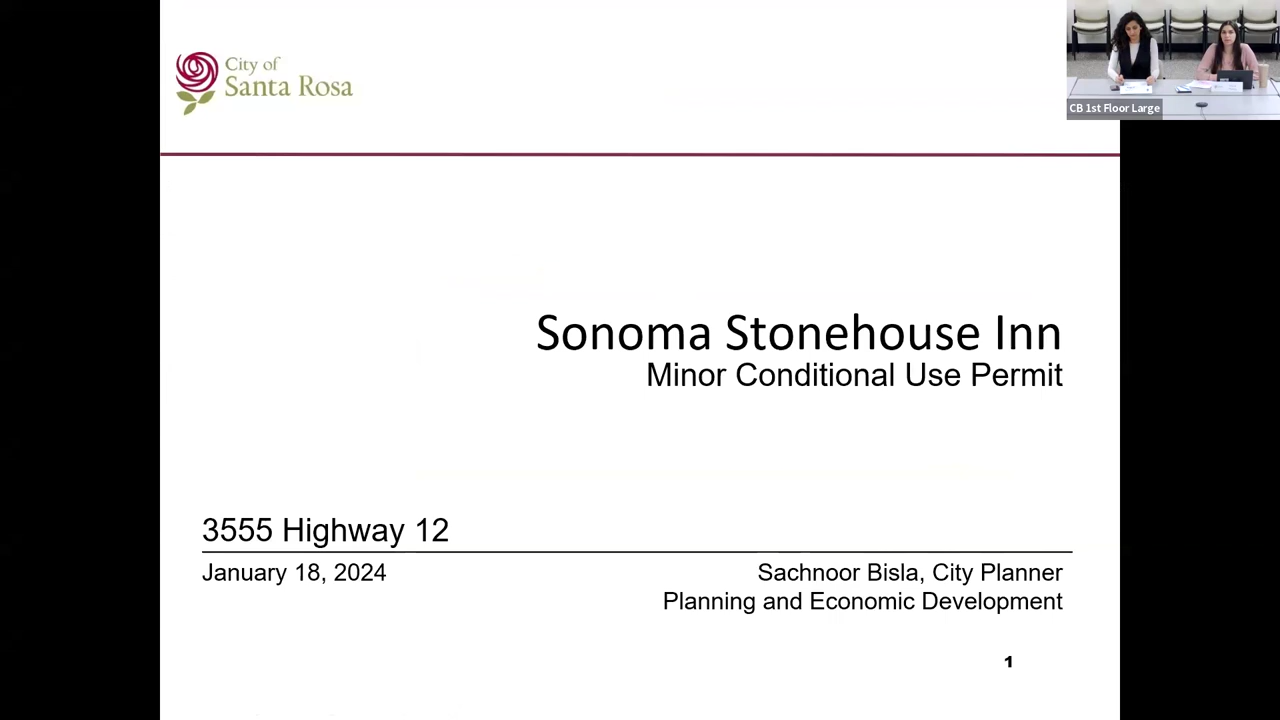 City of
Santa Rosa
CB 1st Floor Large
Sonoma Stonehouse Inn
Minor Conditional Use Permit
3555 Highway 12
January 18, 2024
Sachnoor Bisla, City Planner
Planning and Economic Development
1